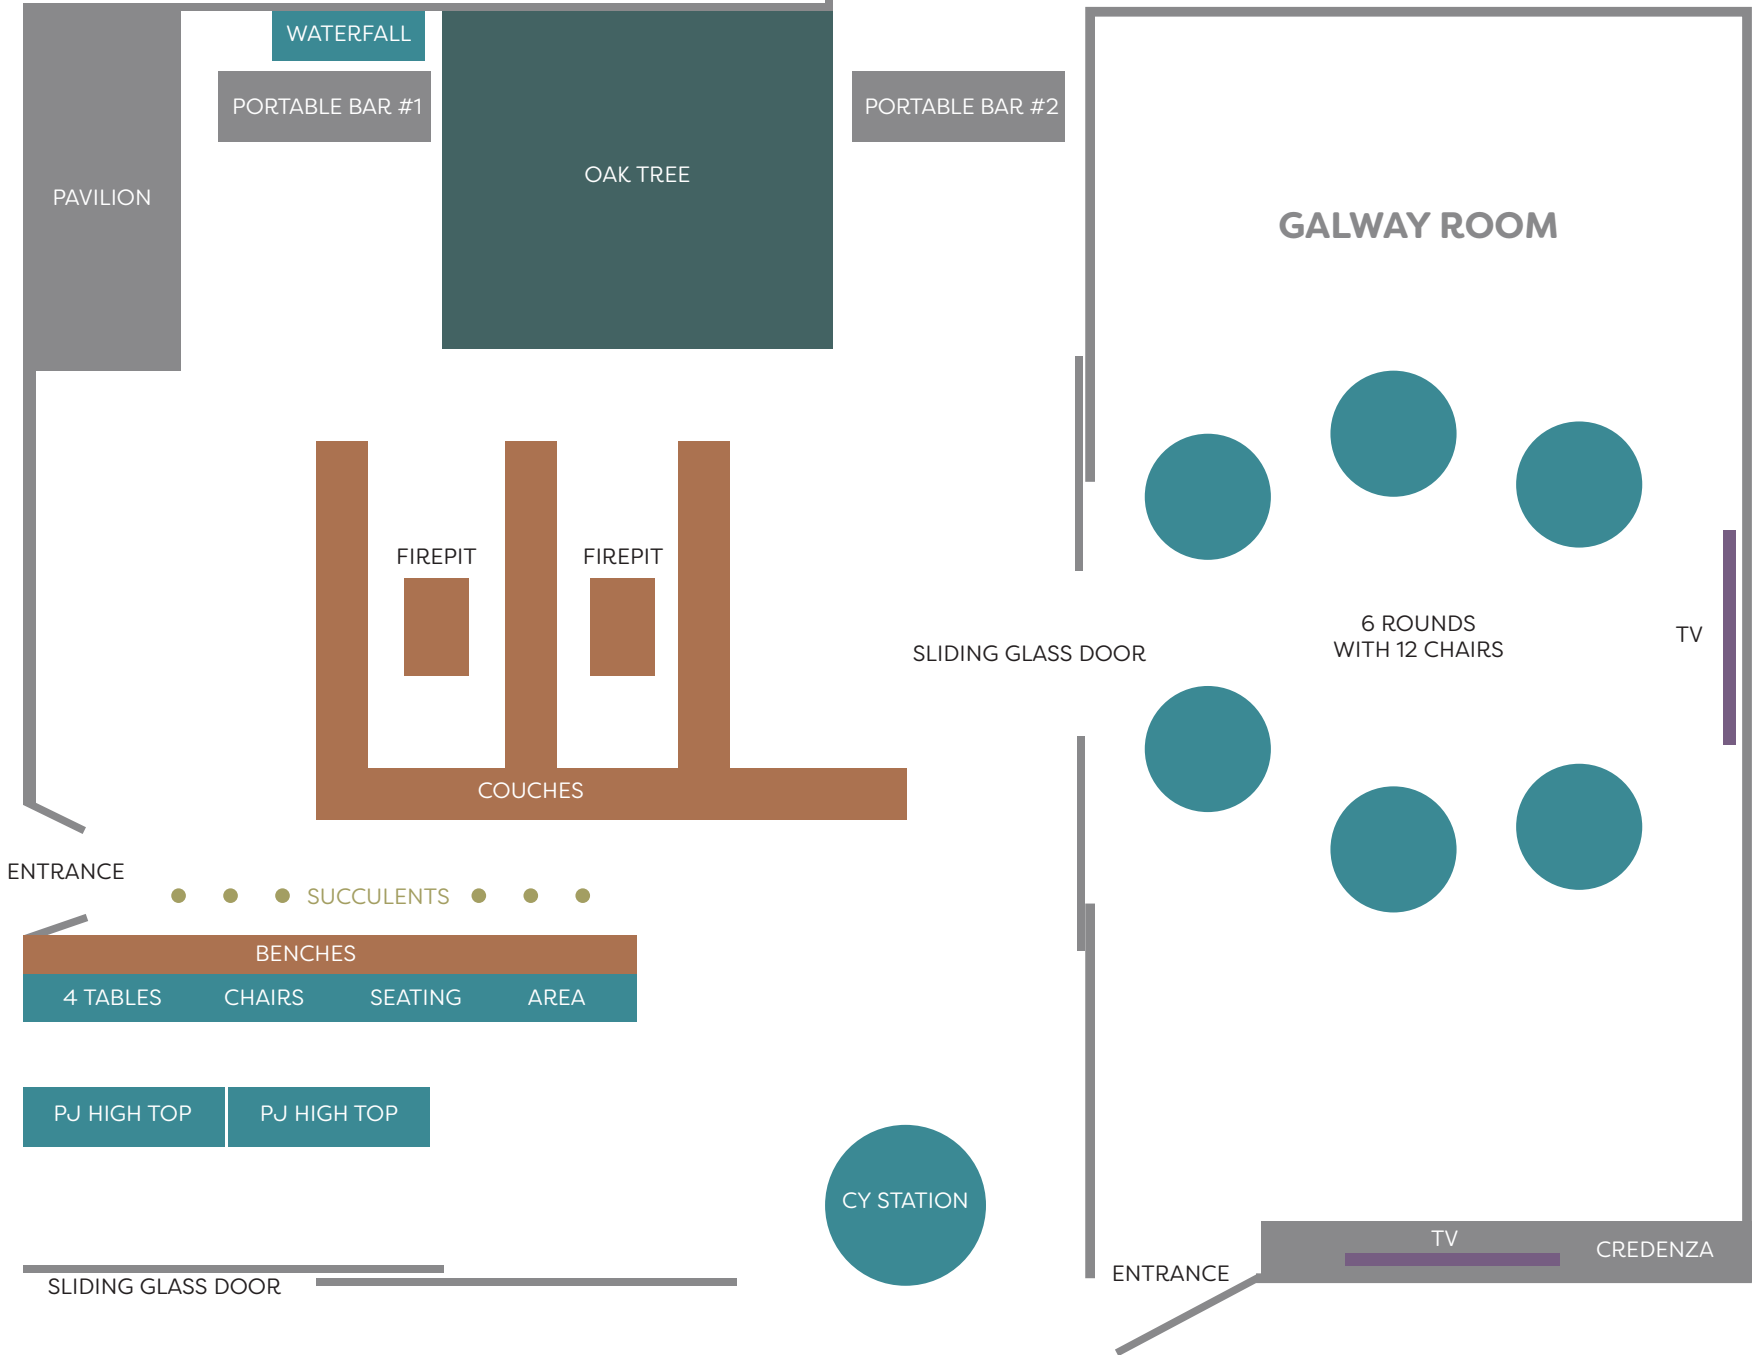 WATERFALL
PORTABLE BAR #1
PORTABLE BAR #2
OAK TREE
PAVILION
GALWAY ROOM
FIREPIT
FIREPIT
6 ROUNDS
WITH 12 CHAIRS
TV
SLIDING GLASS DOOR
COUCHES
ENTRANCE
SUCCULENTS
BENCHES
4 TABLES CHAIRS SEATING AREA
PJ HIGH TOP
PJ HIGH TOP
CY STATION
TV
CREDENZA
ENTRANCE
SLIDING GLASS DOOR